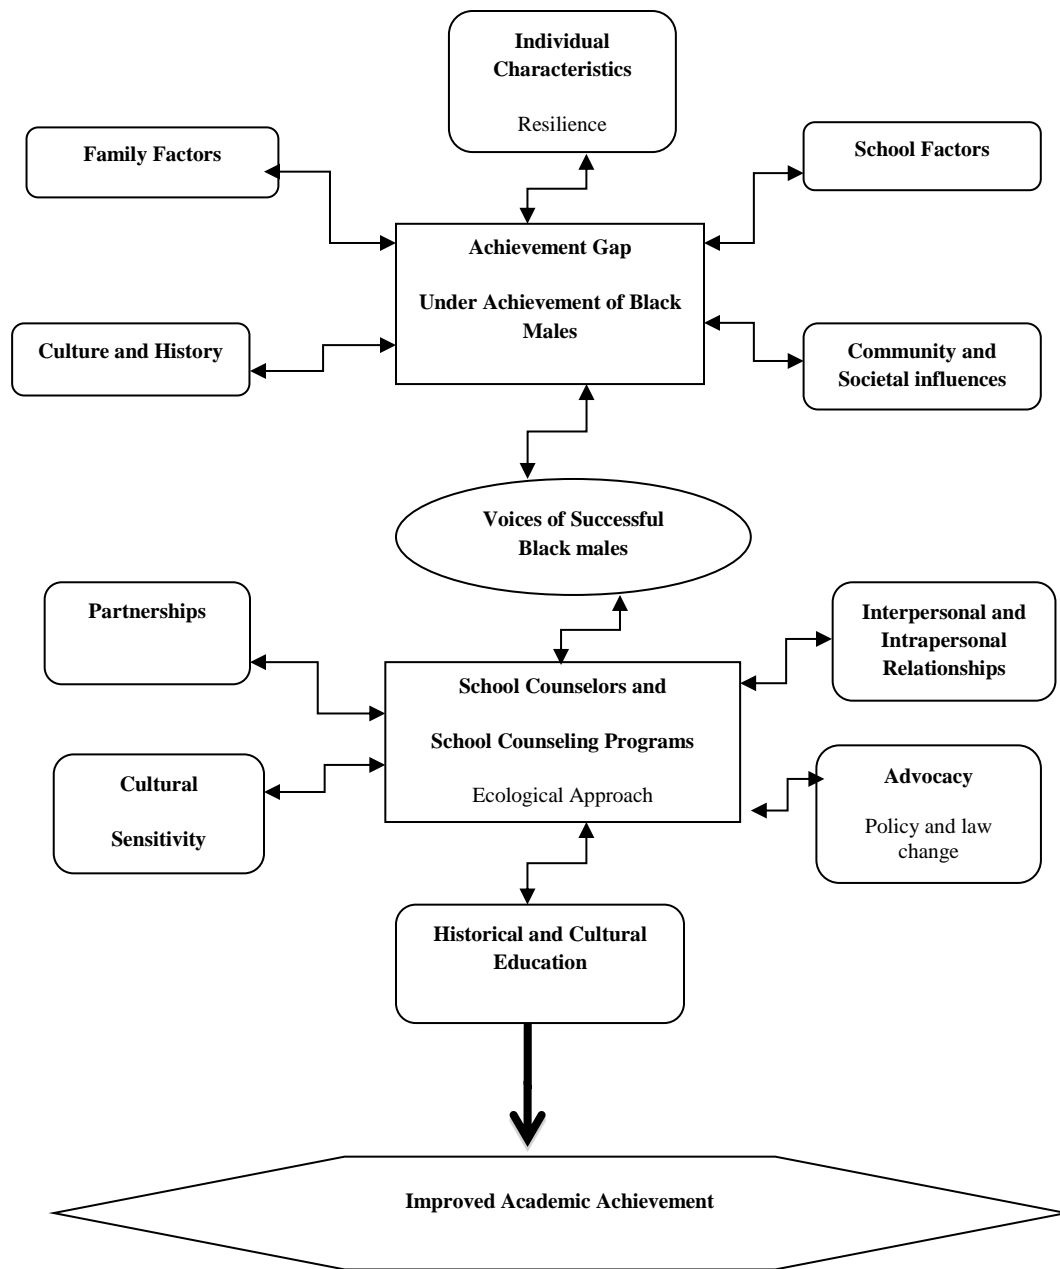 Individual
Characteristics
Resilience
Family Factors
School Factors
Achievement Gap
Under Achievement of Black
Males
Culture and History
Community and
Societal influences
Voices of Successful
Black males
Partnerships
Interpersonal and
Intrapersonal
Relationships
School Counselors and
School Counseling Programs
Ecological Approach
Cultural
Sensitivity
Advocacy
Policy and law
change
Historical and Cultural
Education
Improved Academic Achievement